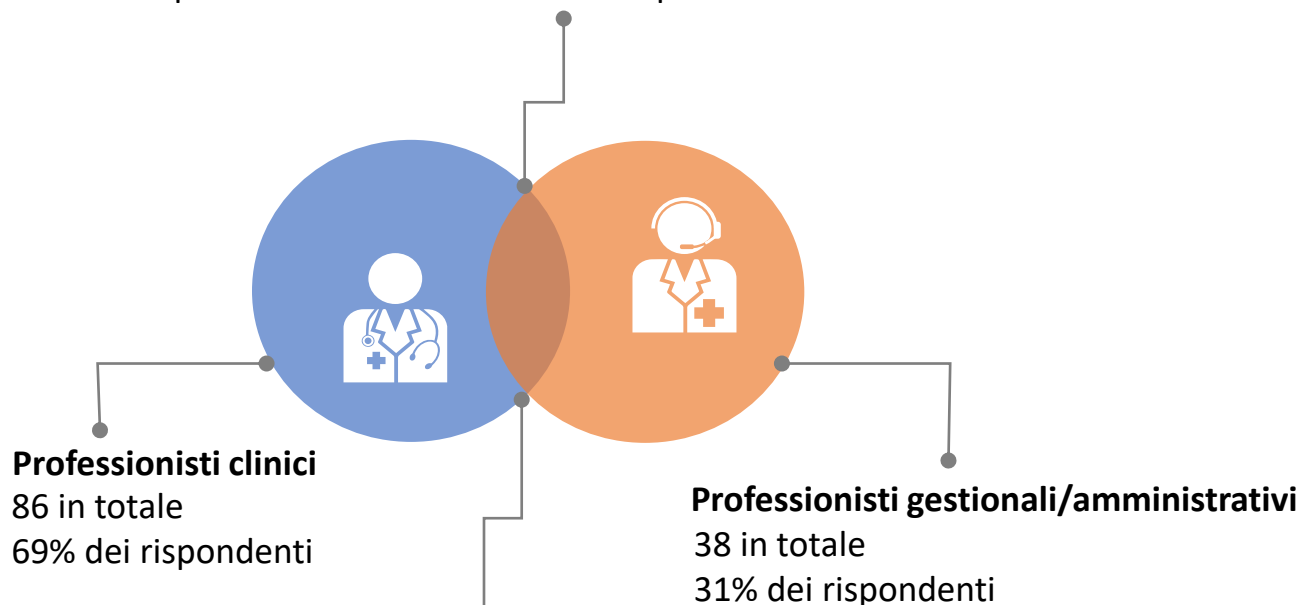 Professionisti clinici
86 in totale
69% dei rispondenti
Professionisti gestionali/amministrativi
38 in totale
31% dei rispondenti